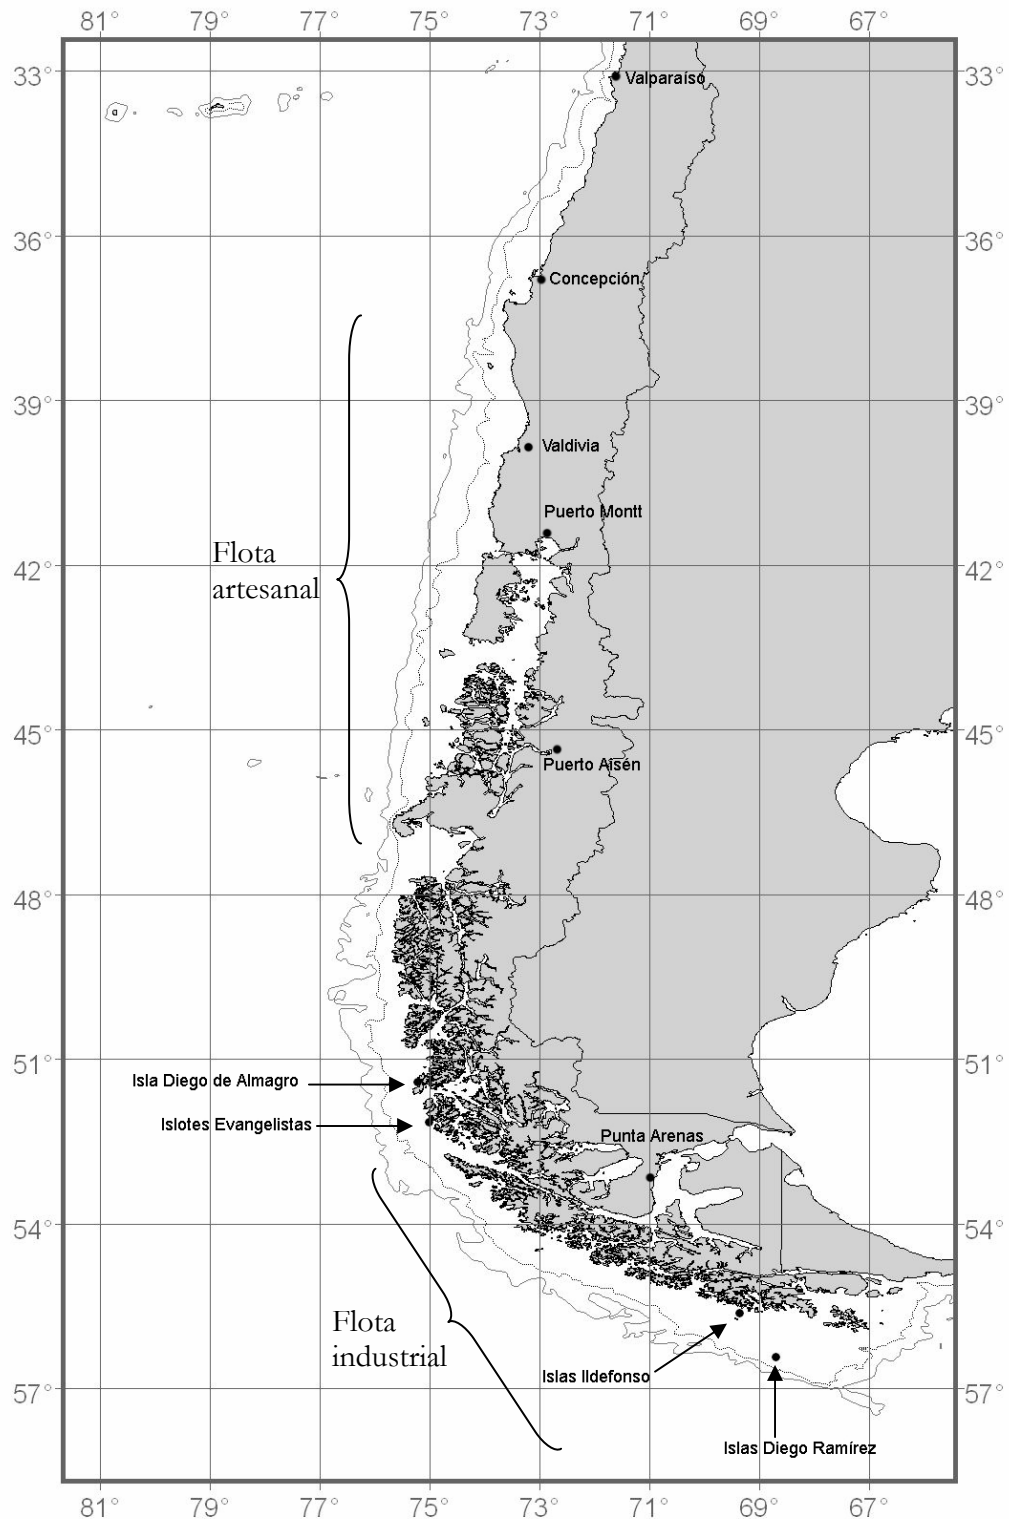 81° 79° 77° 75° 73° 71° 69° 67°
33° 33°
Valparaíso
36° 36°
Concepción
39° 39°
Valdivia
Puerto Montt
Flota
artesanal
42° 42°
45° 45°
Puerto Aisén
48° 48°
51° 51°
Isla Diego de Almagro
Islotes Evangelistas
Punta Arenas
54° 54°
Flota
industrial
Islas Ildefonso
57° 57°
Islas Diego Ramírez
81° 79° 77° 75° 73° 71° 69° 67°